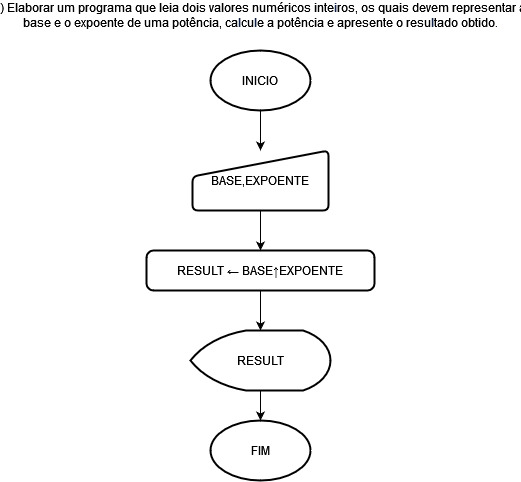 ) Elaborar um programa que leia dois valores numéricos inteiros, os quais devem representar a
base e o expoente de uma potência, calcule a potência e apresente o resultado obtido.
INICIO
BASE,EXPOENTE
RESULT ← BASE↑EXPOENTE
RESULT
FIM